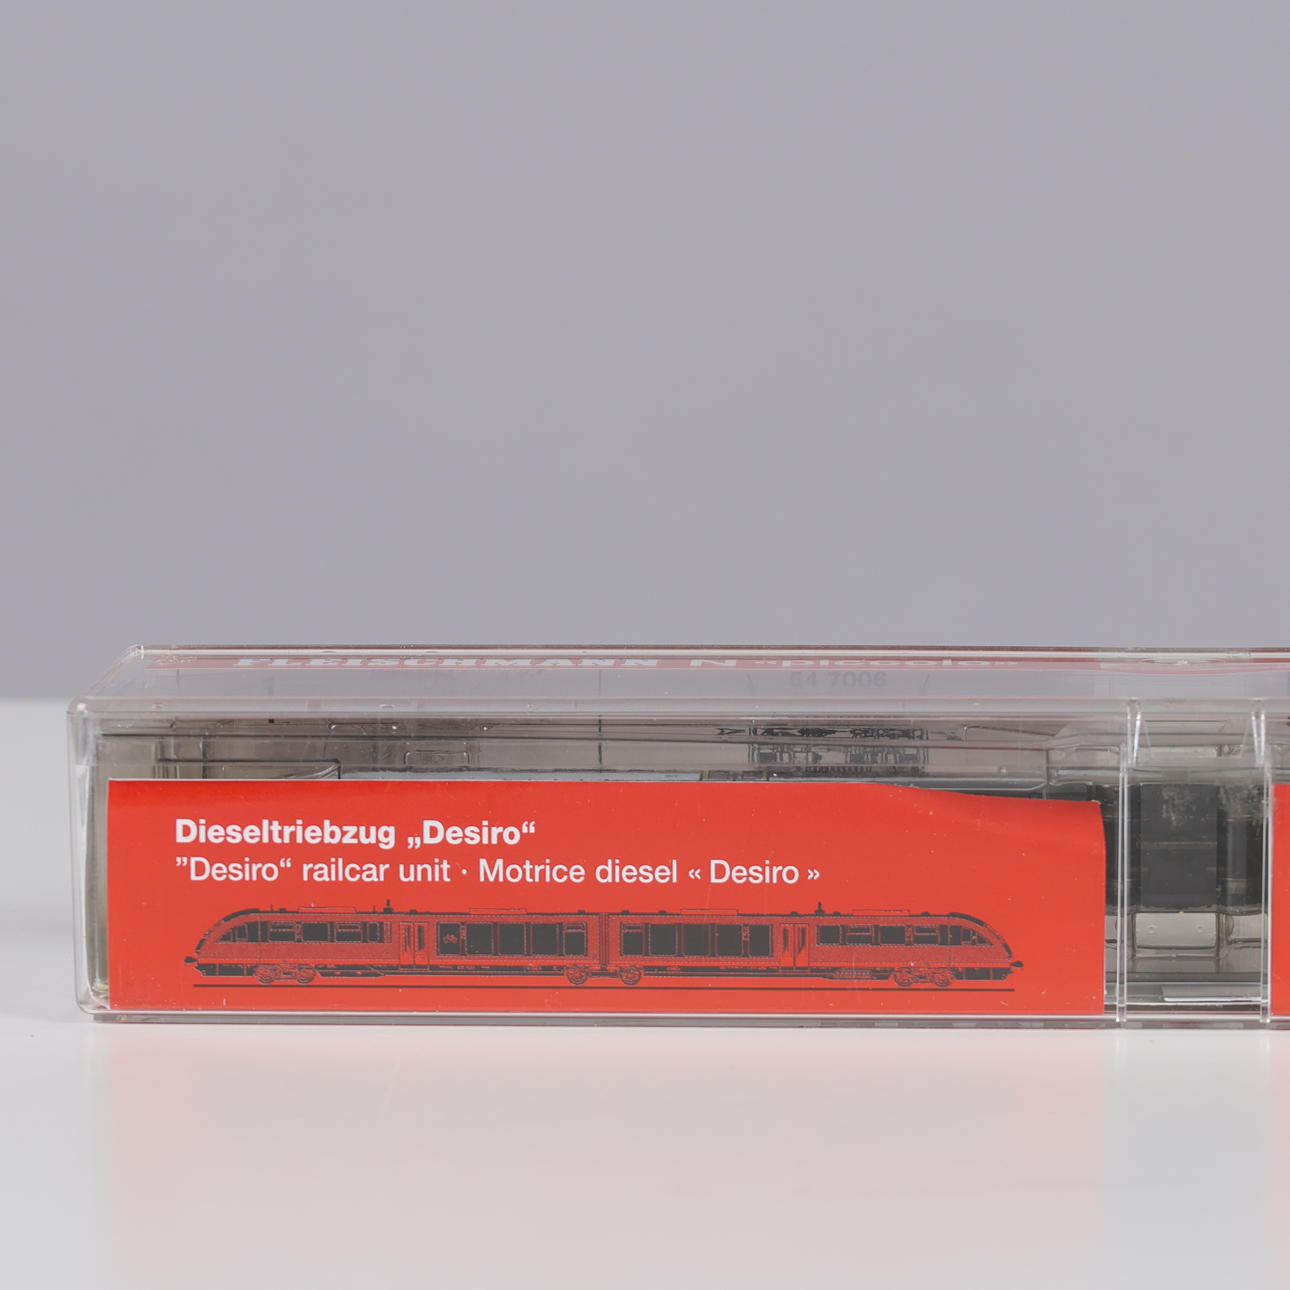 FLEISCHMANN N «piccolo»
64 7006
Dieseltriebzug „Desiro“
”Desiro“ railcar unit · Motrice diesel « Desiro »